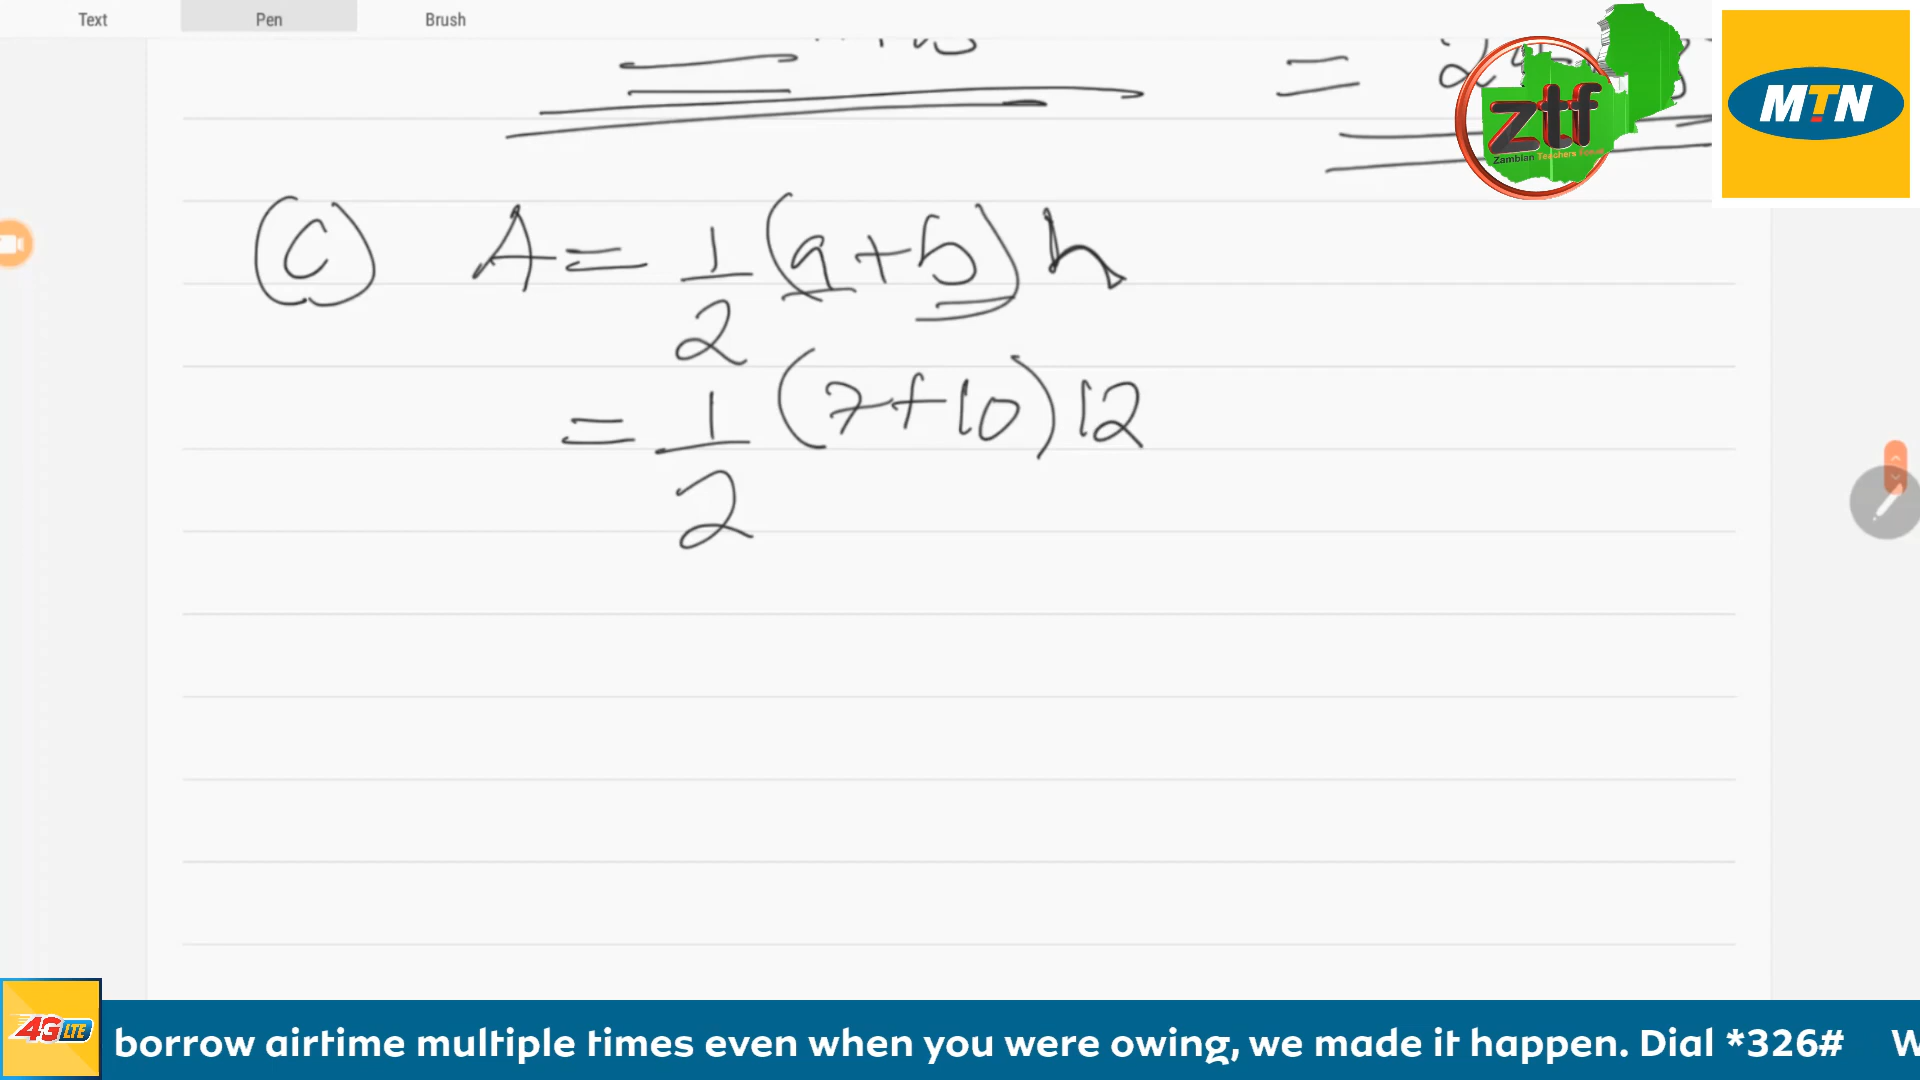 Text Pen Brush
ztf
Zambian Teachers Forum
MTN
(C) A = 1/2 (a+b) h
= 1/2 (7+10) 12
4G LTE
borrow airtime multiple times even when you were owing, we made it happen. Dial *326# W